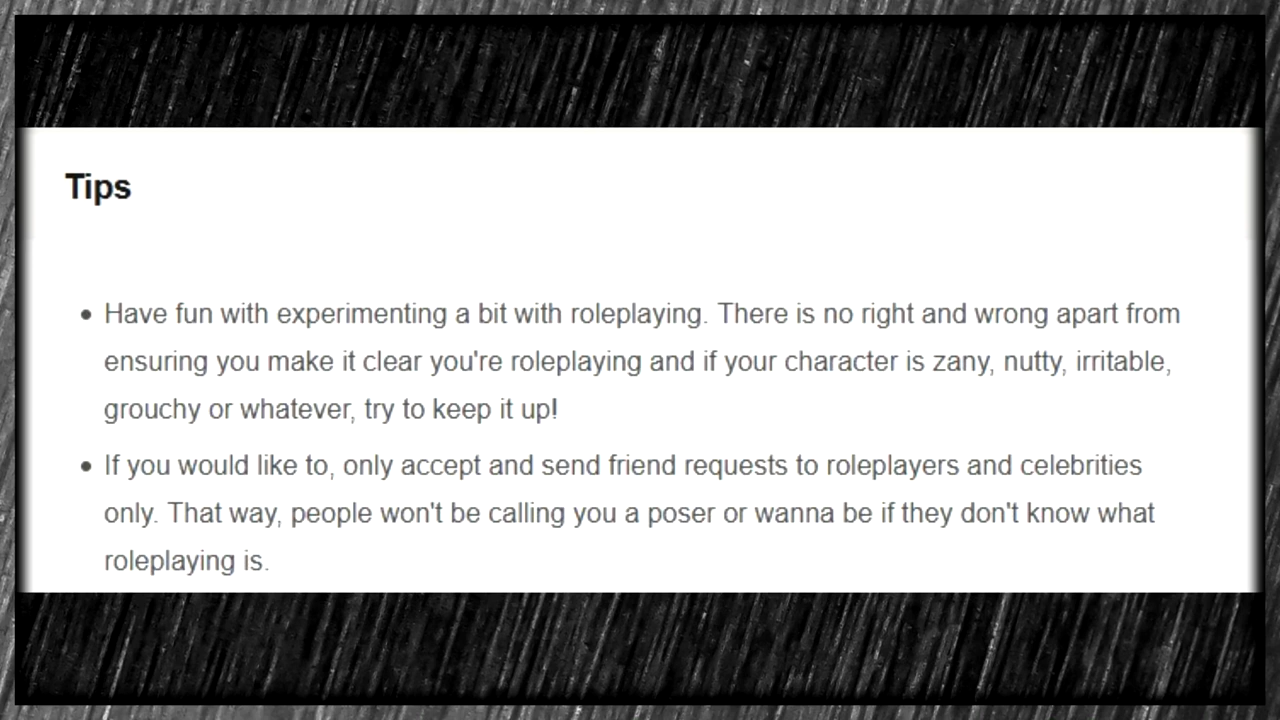 Tips
• Have fun with experimenting a bit with roleplaying. There is no right and wrong apart from
ensuring you make it clear you're roleplaying and if your character is zany, nutty, irritable,
grouchy or whatever, try to keep it up!
• If you would like to, only accept and send friend requests to roleplayers and celebrities
only. That way, people won't be calling you a poser or wanna be if they don't know what
roleplaying is.